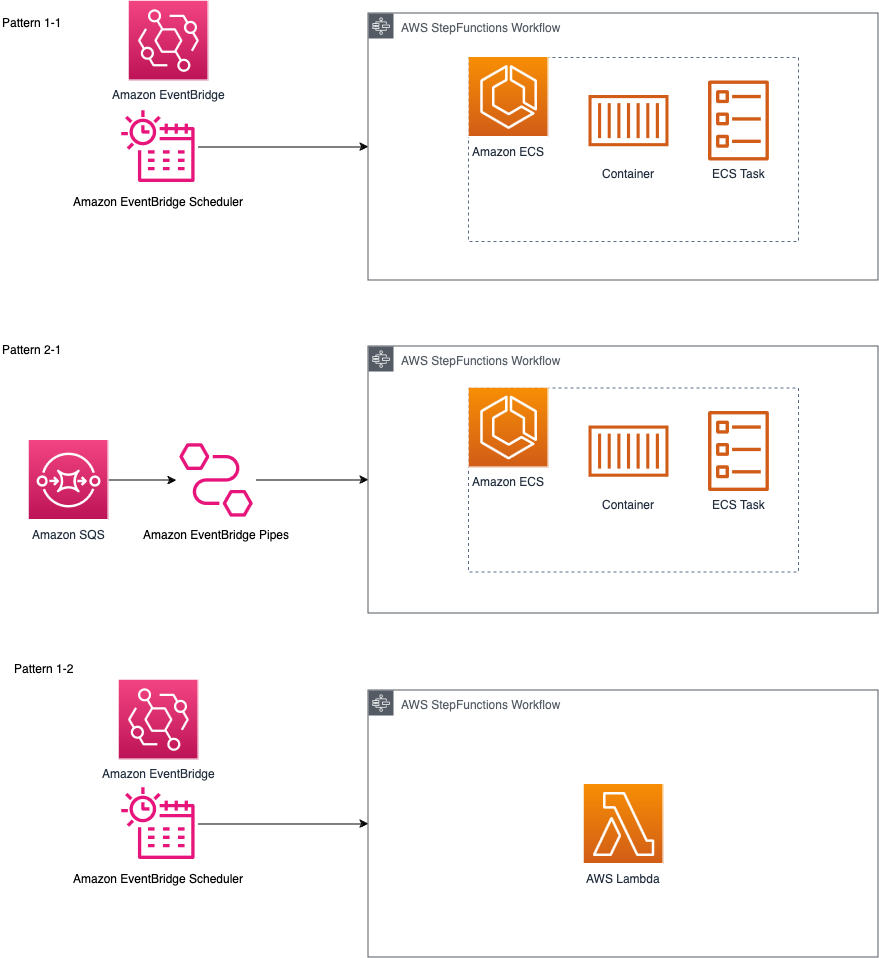 Pattern 1-1
AWS StepFunctions Workflow
Amazon EventBridge
Amazon ECS
Container
ECS Task
Amazon EventBridge Scheduler
Pattern 2-1
AWS StepFunctions Workflow
Amazon ECS
Container
ECS Task
Amazon SQS
Amazon EventBridge Pipes
Pattern 1-2
AWS StepFunctions Workflow
Amazon EventBridge
Amazon EventBridge Scheduler
AWS Lambda